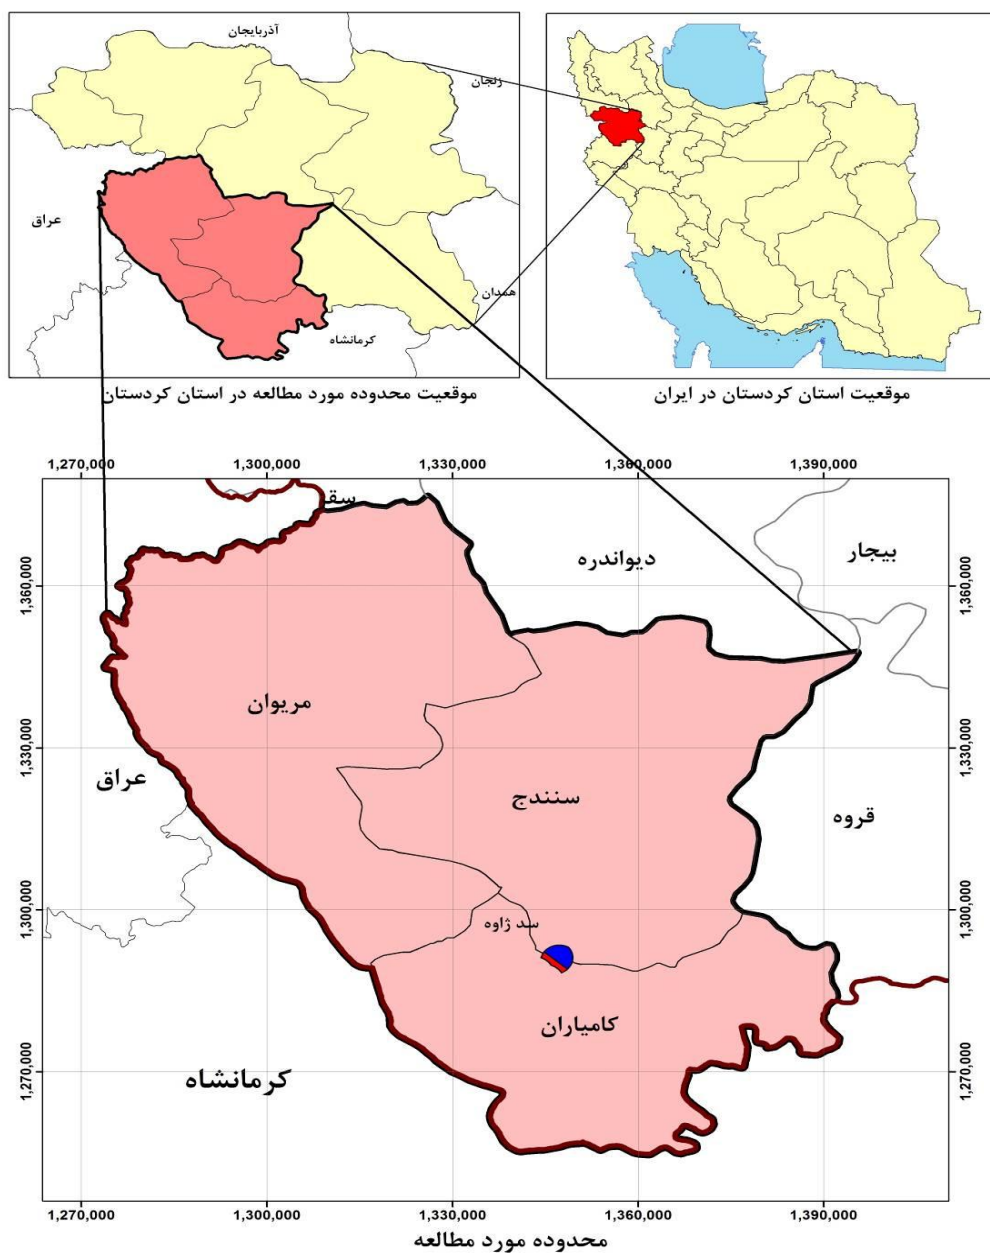 آذربایجان
زنجان
عراق
همدان
کرمانشاه
موقعیت استان کردستان در ایران
موقعیت محدوده مورد مطالعه در استان کردستان
1,270,000 1,300,000 1,330,000 1,360,000 1,390,000
سقـ
دیواندره
بیجار
1,360,000 1,360,000
مریوان
1,330,000 1,330,000
عراق
سنندج
قروه
1,300,000 1,300,000
سد ژاوه
کامیاران
کرمانشاه
1,270,000 1,270,000
1,270,000 1,300,000 1,330,000 1,360,000 1,390,000
محدوده مورد مطالعه